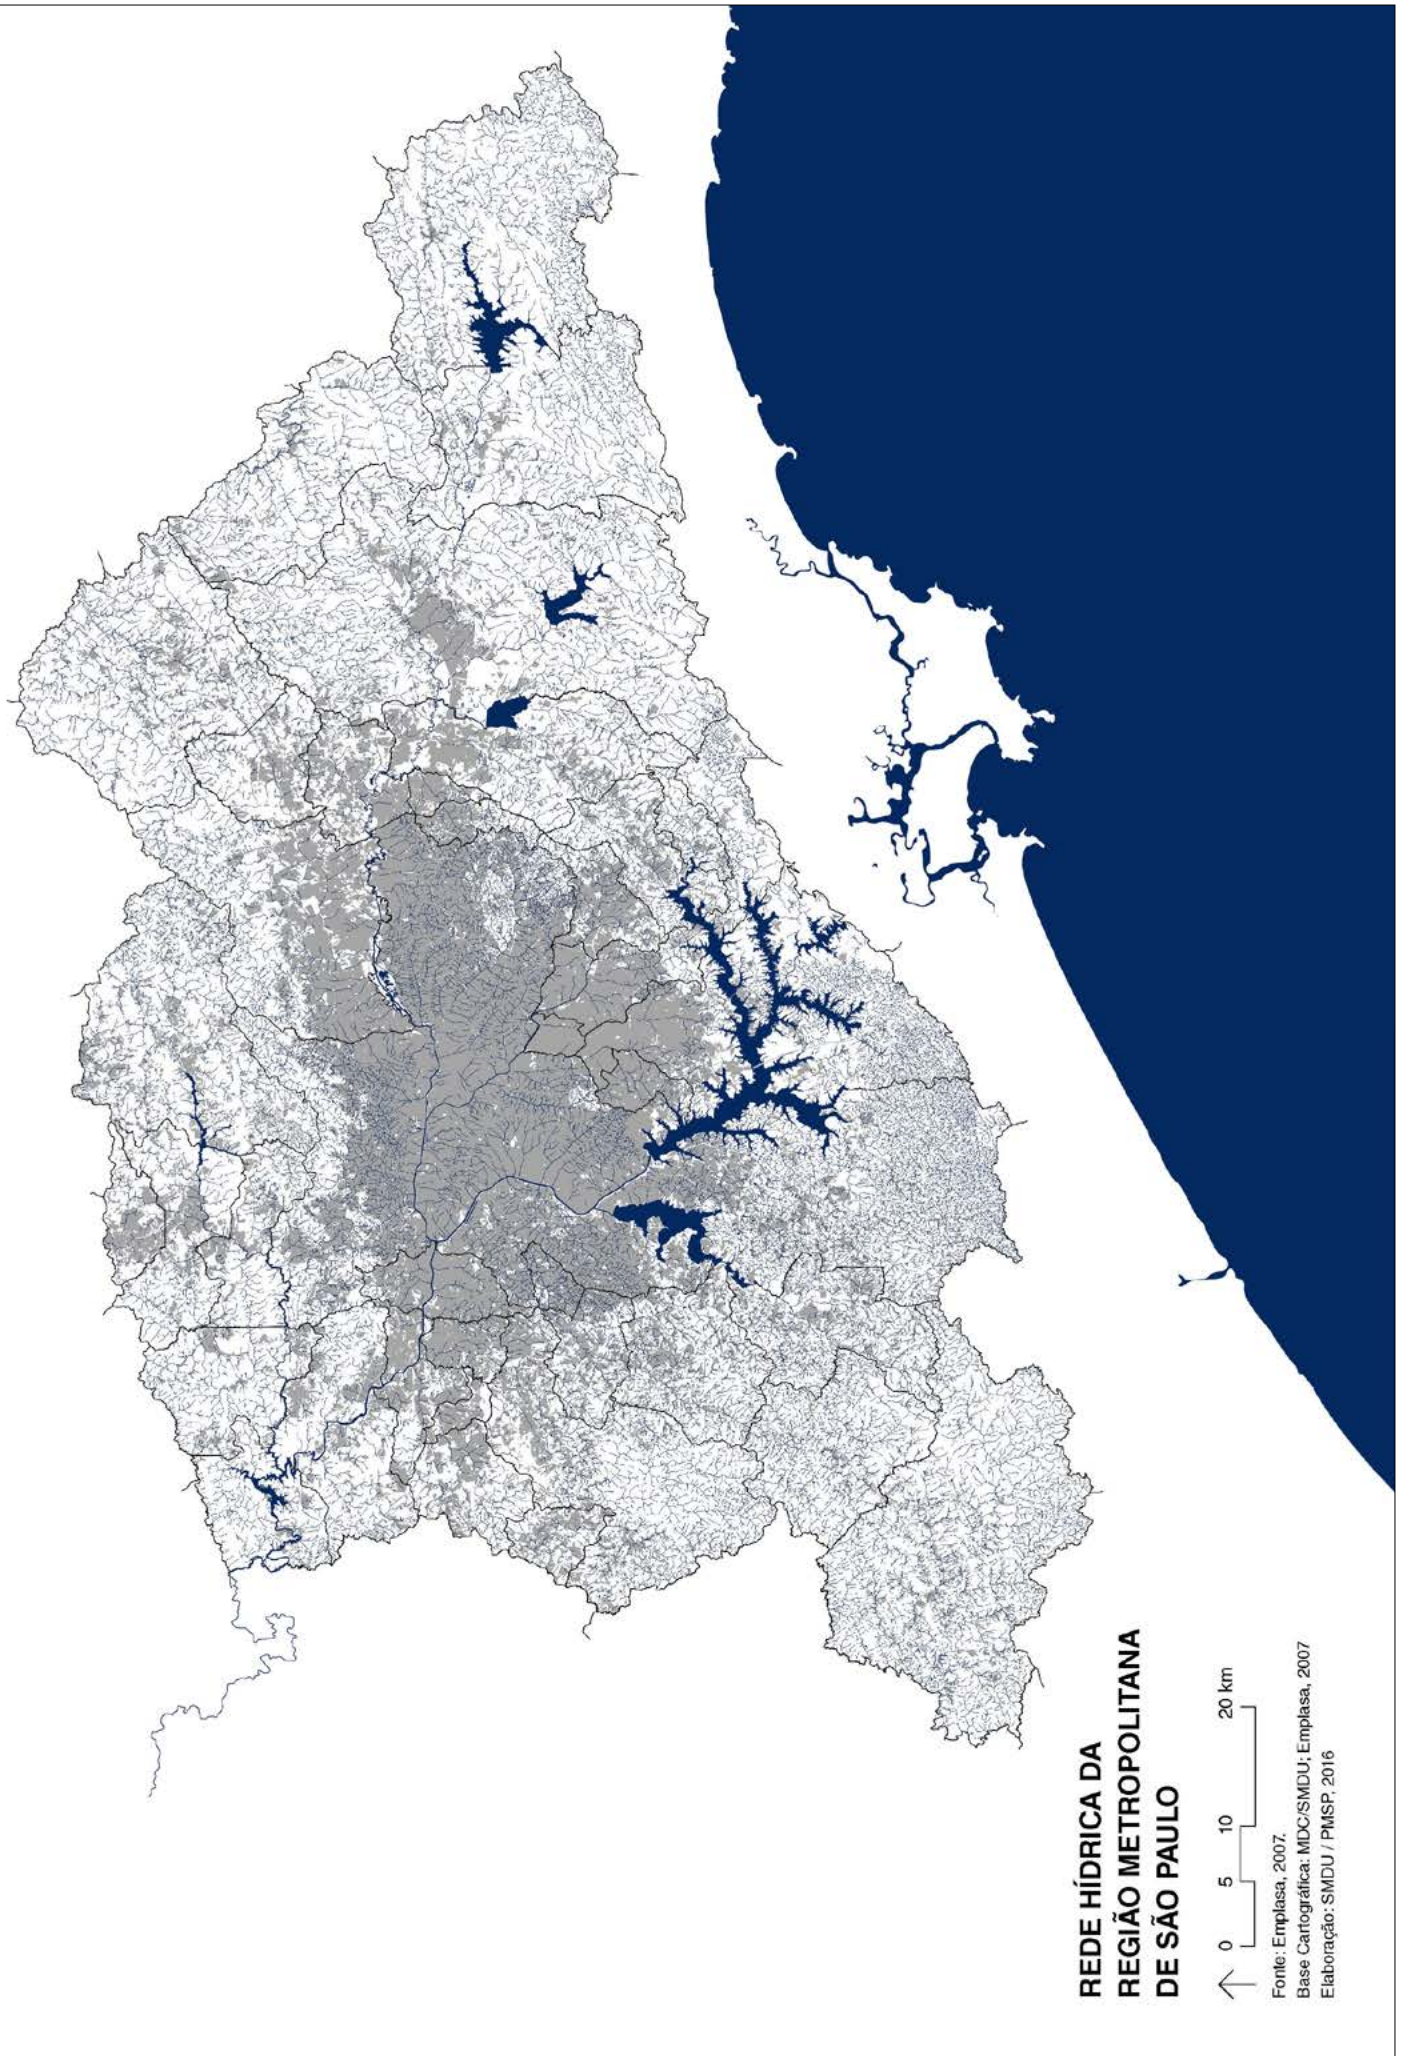 REDE HÍDRICA DA
REGIÃO METROPOLITANA
DE SÃO PAULO
0 5 10 20 km
Fonte: Emplasa, 2007.
Base Cartográfica: MDC/SMDU; Emplasa, 2007
Elaboração: SMDU / PMSP, 2016